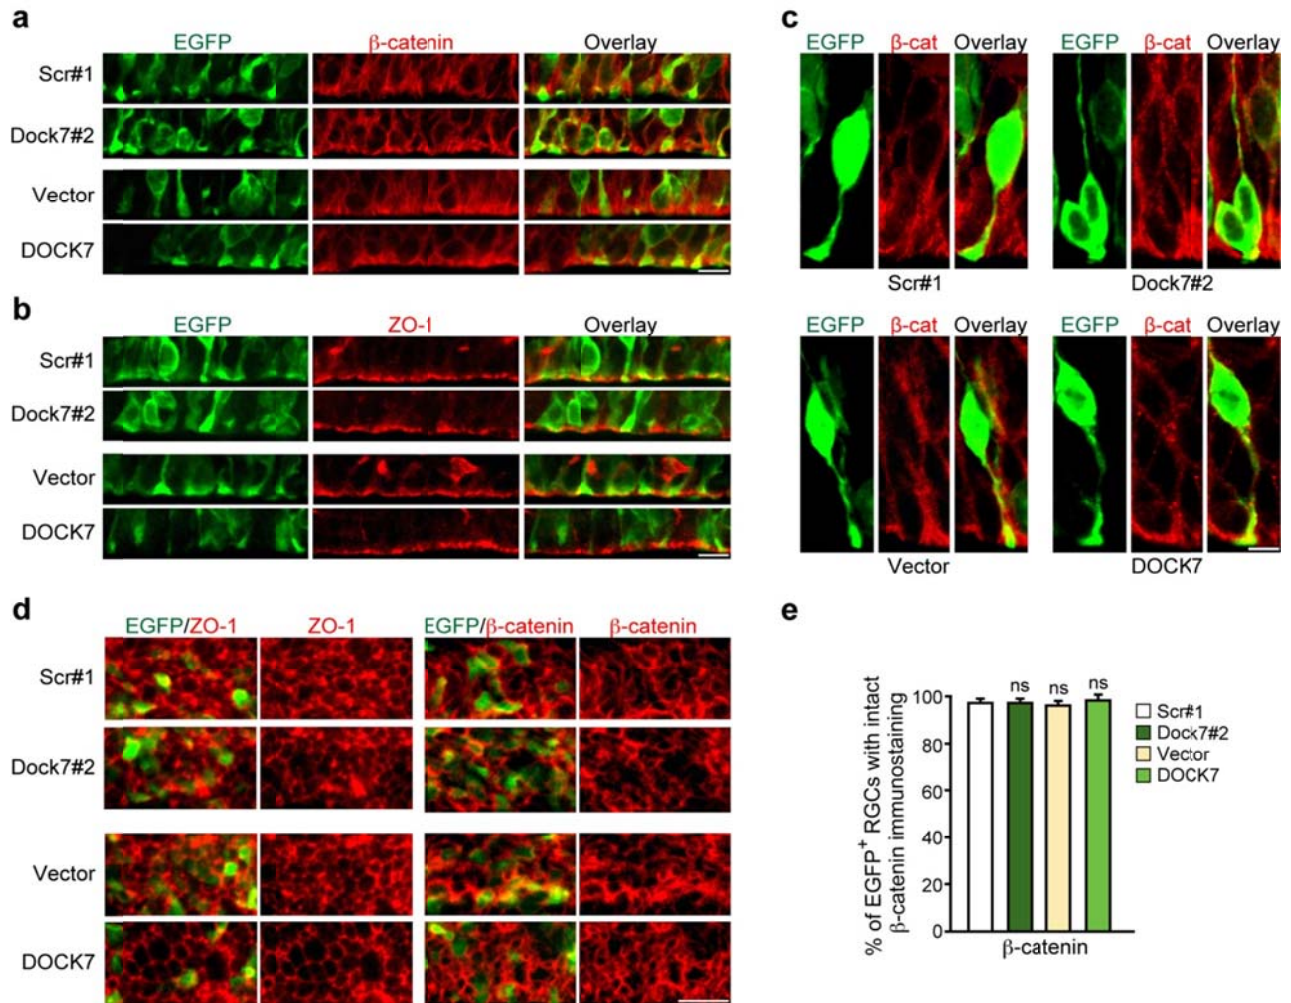 a
EGFP β-catenin Overlay
Scr#1
Dock7#2
Vector
DOCK7
b
EGFP ZO-1 Overlay
Scr#1
Dock7#2
Vector
DOCK7
c
EGFP β-cat Overlay EGFP β-cat Overlay
Scr#1 Dock7#2
EGFP β-cat Overlay EGFP β-cat Overlay
Vector DOCK7
d
EGFP/ZO-1 ZO-1 EGFP/β-catenin β-catenin
Scr#1
Dock7#2
Vector
DOCK7
e
% of EGFP+ RGCs with intact
β-catenin immunostaining
100
80
60
40
20
0
ns ns ns
β-catenin
Scr#1
Dock7#2
Vector
DOCK7